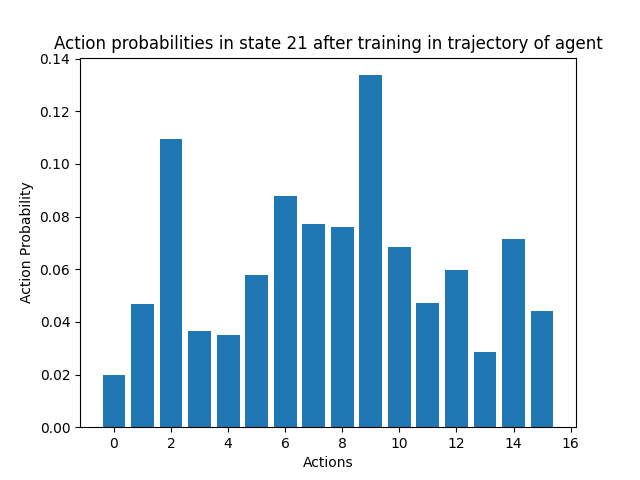 Action probabilities in state 21 after training in trajectory of agent
0.14
0.12
0.10
0.08
0.06
0.04
0.02
0.00
Action Probability
0 2 4 6 8 10 12 14 16
Actions